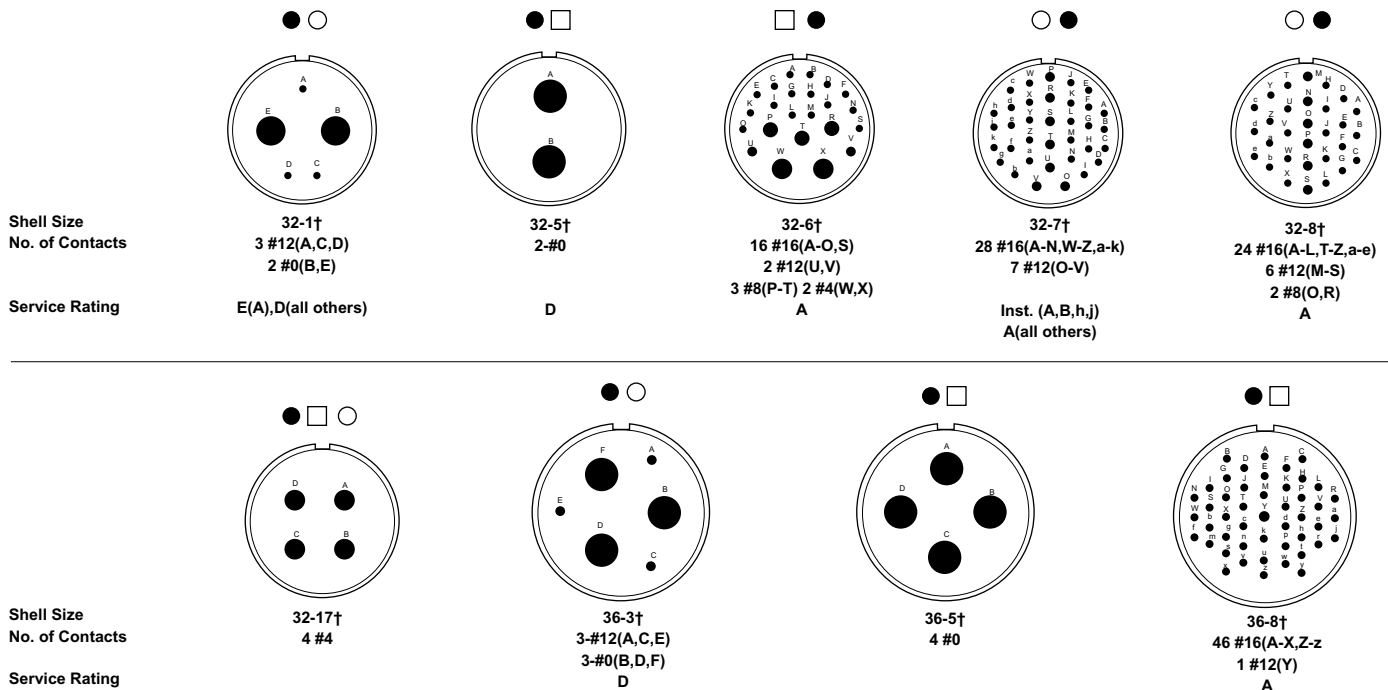 A
E B
D C
A
B
A B
C D
E G H F
I J
K L M N
O P R S
T
U V
W X
P
W J
c R E
X K F
d
h Y S L G A
e B
j
Z T M H C
k f
g a U N D
b I
V O
M
T H
Y N D
U I A
c O
Z V J E B
d
a P F
e W K C
b R G
X L
S
Shell Size 32-1† 32-5† 32-6† 32-7† 32-8†
No. of Contacts 3 #12(A,C,D) 2-#0 16 #16(A-O,S) 28 #16(A-N,W-Z,a-k) 24 #16(A-L,T-Z,a-e)
2 #0(B,E) 2 #12(U,V) 7 #12(O-V) 6 #12(M-S)
3 #8(P-T) 2 #4(W,X) 2 #8(O,R)
Service Rating E(A),D(all others) D A Inst. (A,B,h,j) A
A(all others)
D A
C B
F A
B
E
D
C
A
D B
C
B A C
D F
G E H
I J K L
N O M P R
S T U V
W X Y Z a
b c d e
f g k h j
m n p r
s u t
v w
x z y
Shell Size 32-17† 36-3† 36-5† 36-8†
No. of Contacts 4 #4 3-#12(A,C,E) 4 #0 46 #16(A-X,Z-z
3-#0(B,D,F) 1 #12(Y)
Service Rating D A